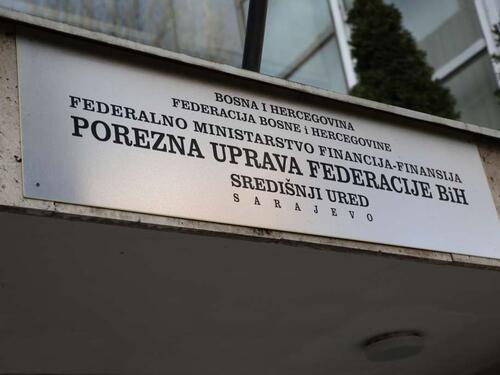 BOSNA I HERCEGOVINA
FEDERACIJA BOSNE i HERCEGOVINE
FEDERALNO MINISTARSTVO FINANCIJA-FINANSIJA
POREZNA UPRAVA FEDERACIJE BiH
SREDIŠNJI URED
SARAJEVO